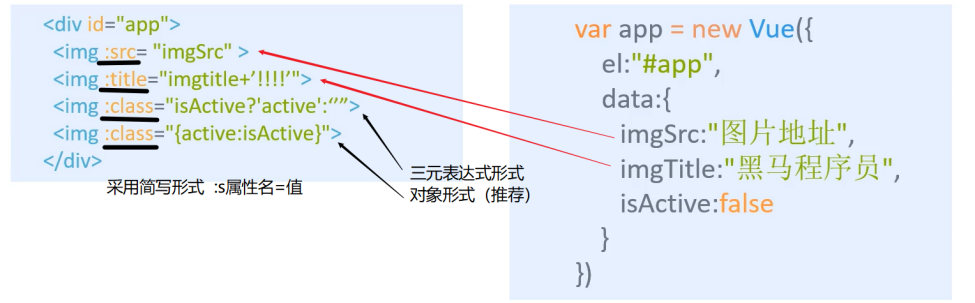 <div id="app">
<img :src= "imgSrc" >
<img :title="imgtitle+’!!!!’">
<img :class="isActive?'active':“”">
<img :class="{active:isActive}">
</div>
采用简写形式 :s属性名=值
三元表达式形式
对象形式（推荐）
var app = new Vue({
el:"#app",
data:{
imgSrc:"图片地址",
imgTitle:"黑马程序员",
isActive:false
}
})